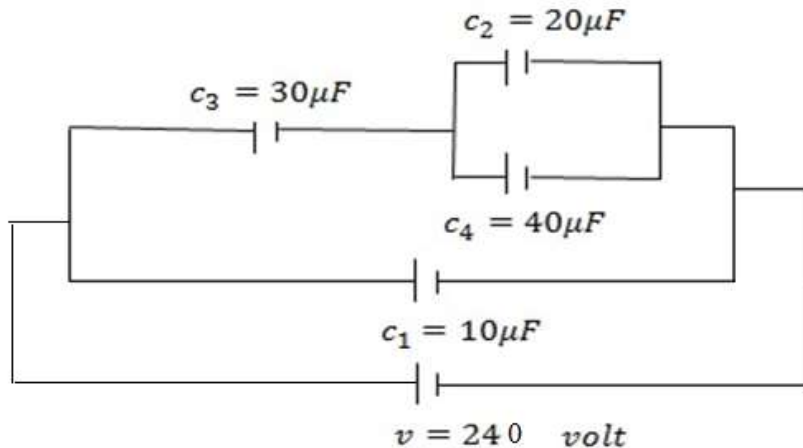 c₂ = 20μF
c₃ = 30μF
c₄ = 40μF
c₁ = 10μF
v = 240 volt